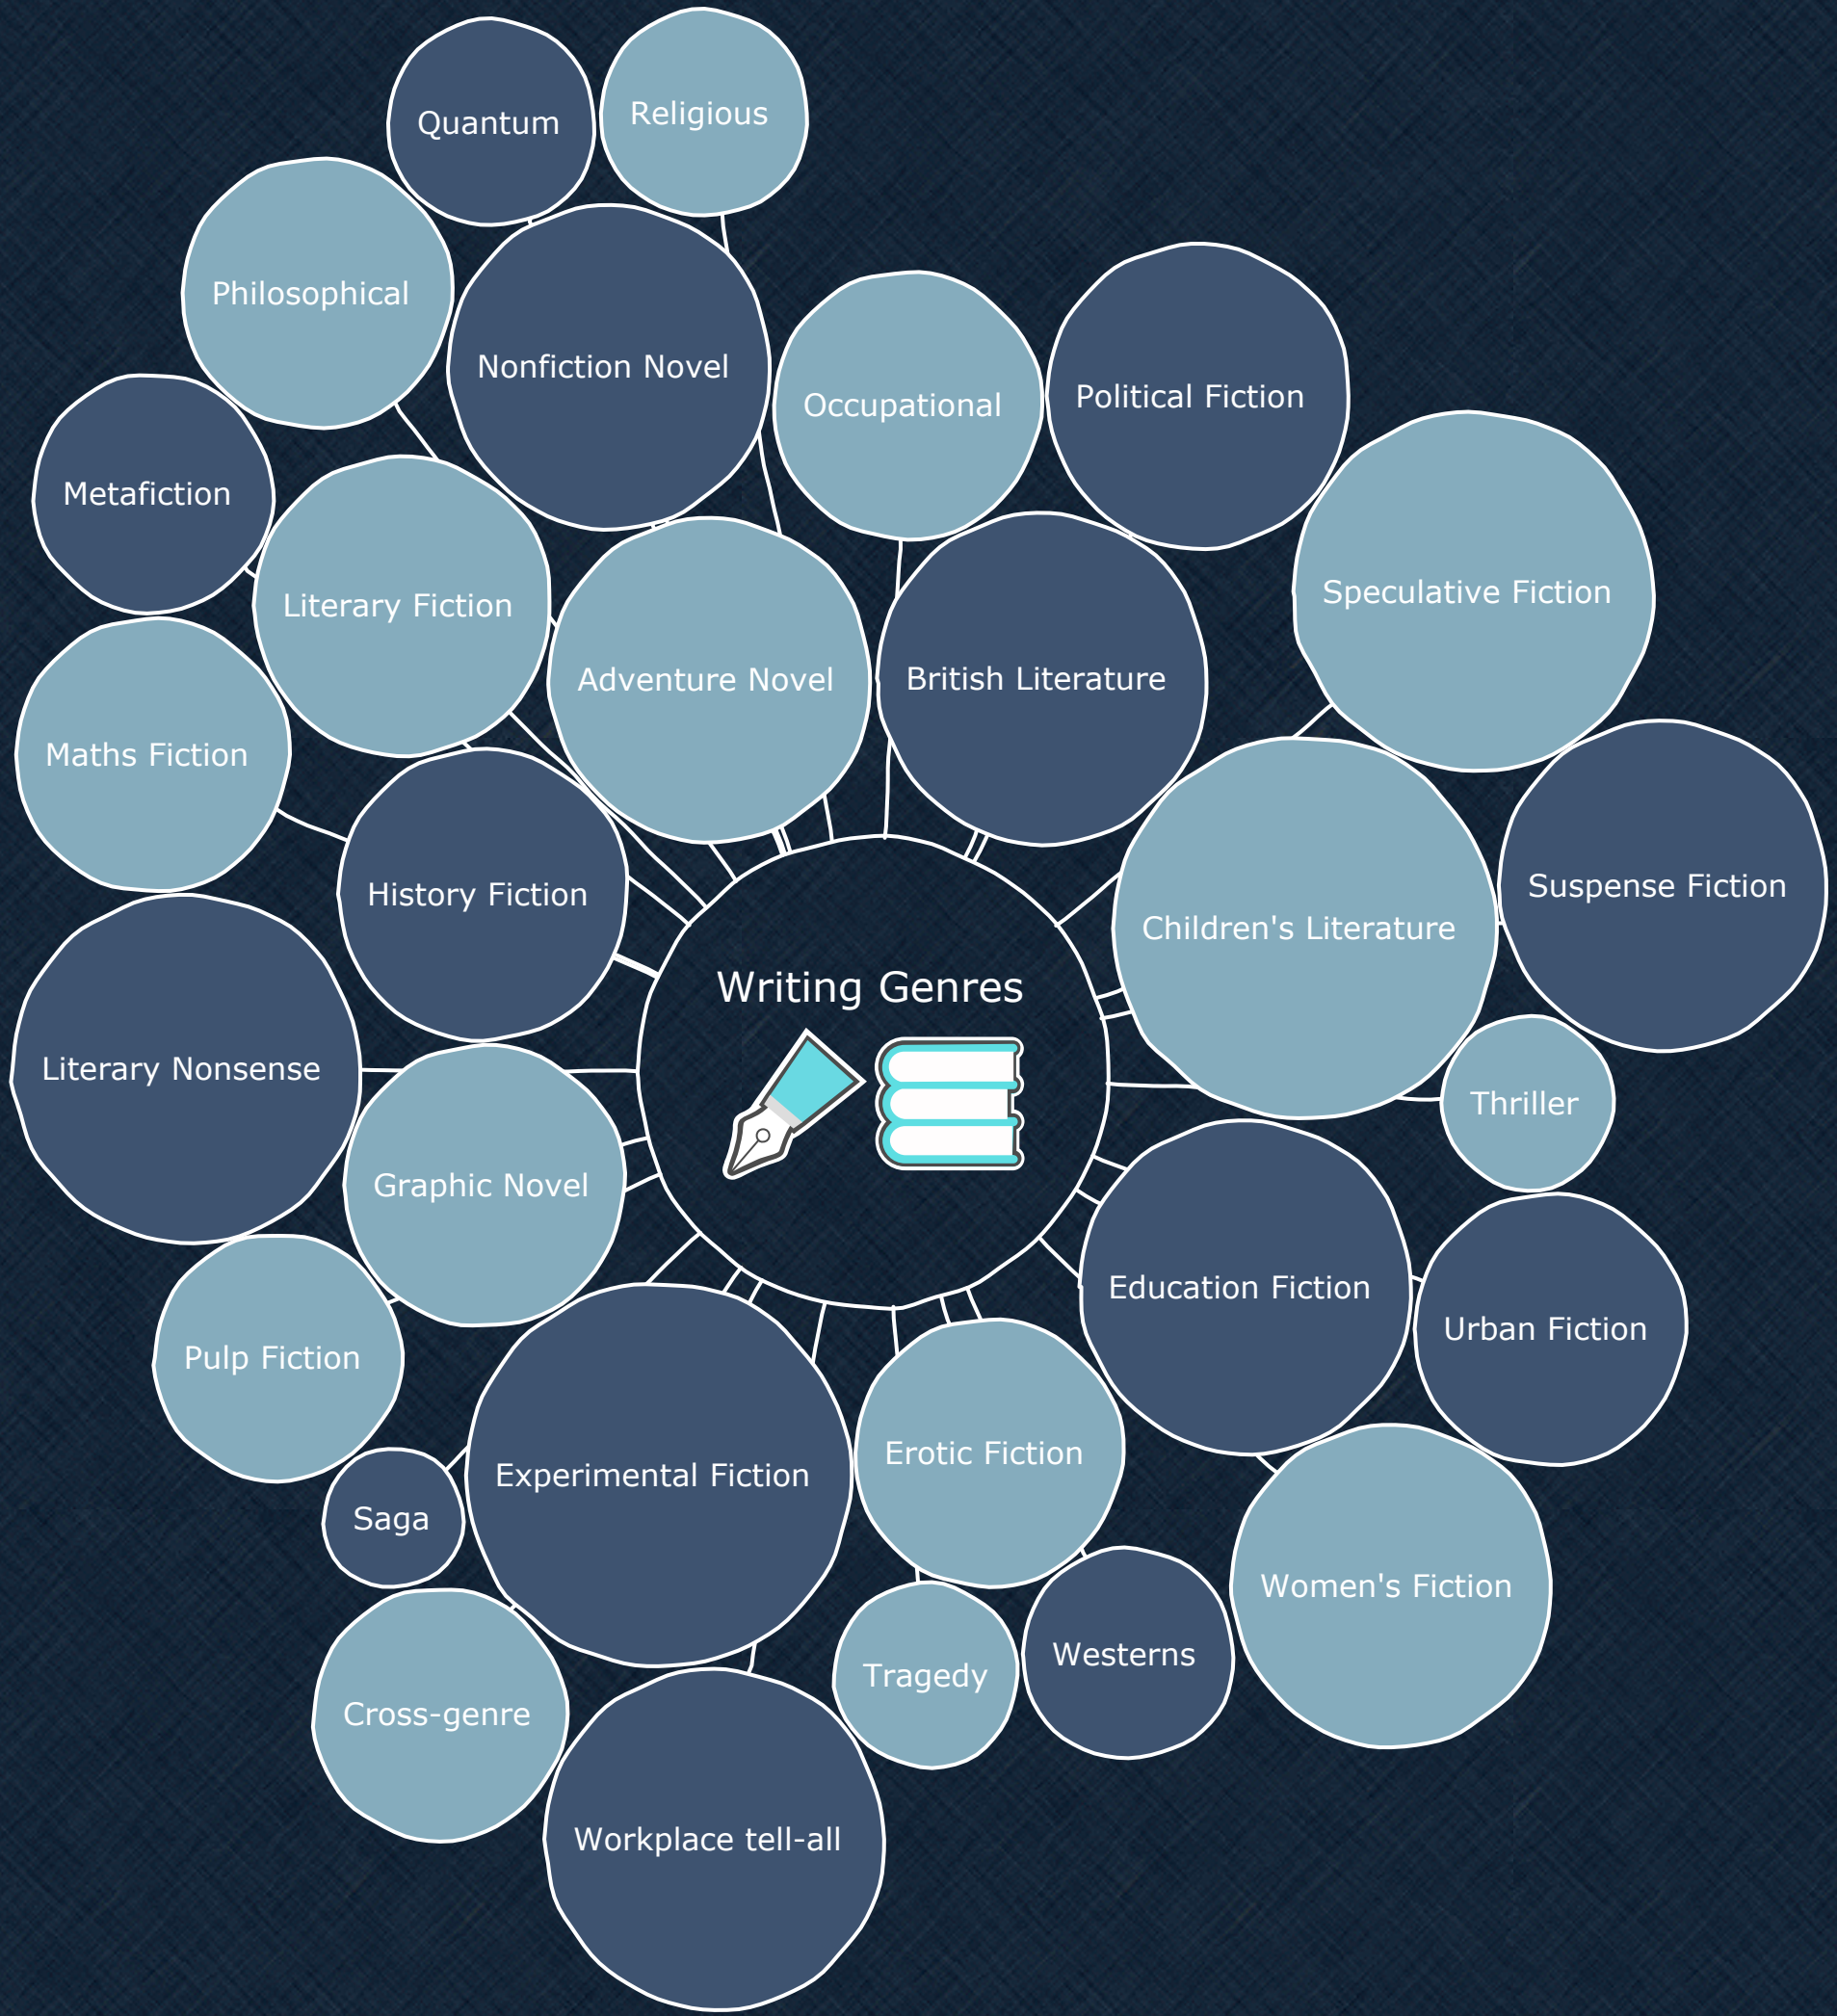 Quantum
Religious
Philosophical
Nonfiction Novel
Occupational
Political Fiction
Metafiction
Literary Fiction
Speculative Fiction
Adventure Novel
British Literature
Maths Fiction
History Fiction
Children's Literature
Suspense Fiction
Writing Genres
Literary Nonsense
Thriller
Graphic Novel
Education Fiction
Urban Fiction
Pulp Fiction
Saga
Experimental Fiction
Erotic Fiction
Women's Fiction
Cross-genre
Tragedy
Westerns
Workplace tell-all